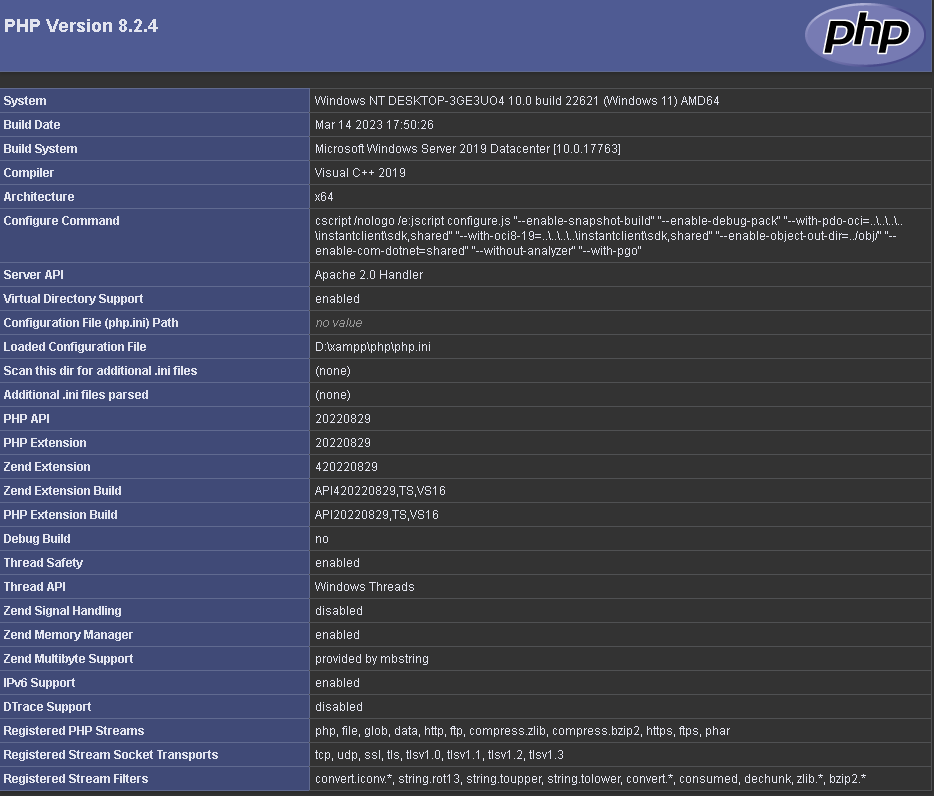 PHP Version 8.2.4
php
System Windows NT DESKTOP-3GE3UO4 10.0 build 22621 (Windows 11) AMD64
Build Date Mar 14 2023 17:50:26
Build System Microsoft Windows Server 2019 Datacenter [10.0.17763]
Compiler Visual C++ 2019
Architecture x64
Configure Command cscript /nologo /e:jscript configure.js "--enable-snapshot-build" "--enable-debug-pack" "--with-pdo-oci=..\..\..\..
\instantclient\sdk,shared" "--with-oci8-19=..\..\..\..\instantclient\sdk,shared" "--enable-object-out-dir=../obj/" "--
enable-com-dotnet=shared" "--without-analyzer" "--with-pgo"
Server API Apache 2.0 Handler
Virtual Directory Support enabled
Configuration File (php.ini) Path no value
Loaded Configuration File D:\xampp\php\php.ini
Scan this dir for additional .ini files (none)
Additional .ini files parsed (none)
PHP API 20220829
PHP Extension 20220829
Zend Extension 420220829
Zend Extension Build API420220829,TS,VS16
PHP Extension Build API20220829,TS,VS16
Debug Build no
Thread Safety enabled
Thread API Windows Threads
Zend Signal Handling disabled
Zend Memory Manager enabled
Zend Multibyte Support provided by mbstring
IPv6 Support enabled
DTrace Support disabled
Registered PHP Streams php, file, glob, data, http, ftp, compress.zlib, compress.bzip2, https, ftps, phar
Registered Stream Socket Transports tcp, udp, ssl, tls, tlsv1.0, tlsv1.1, tlsv1.2, tlsv1.3
Registered Stream Filters convert.iconv.*, string.rot13, string.toupper, string.tolower, convert.*, consumed, dechunk, zlib.*, bzip2.*